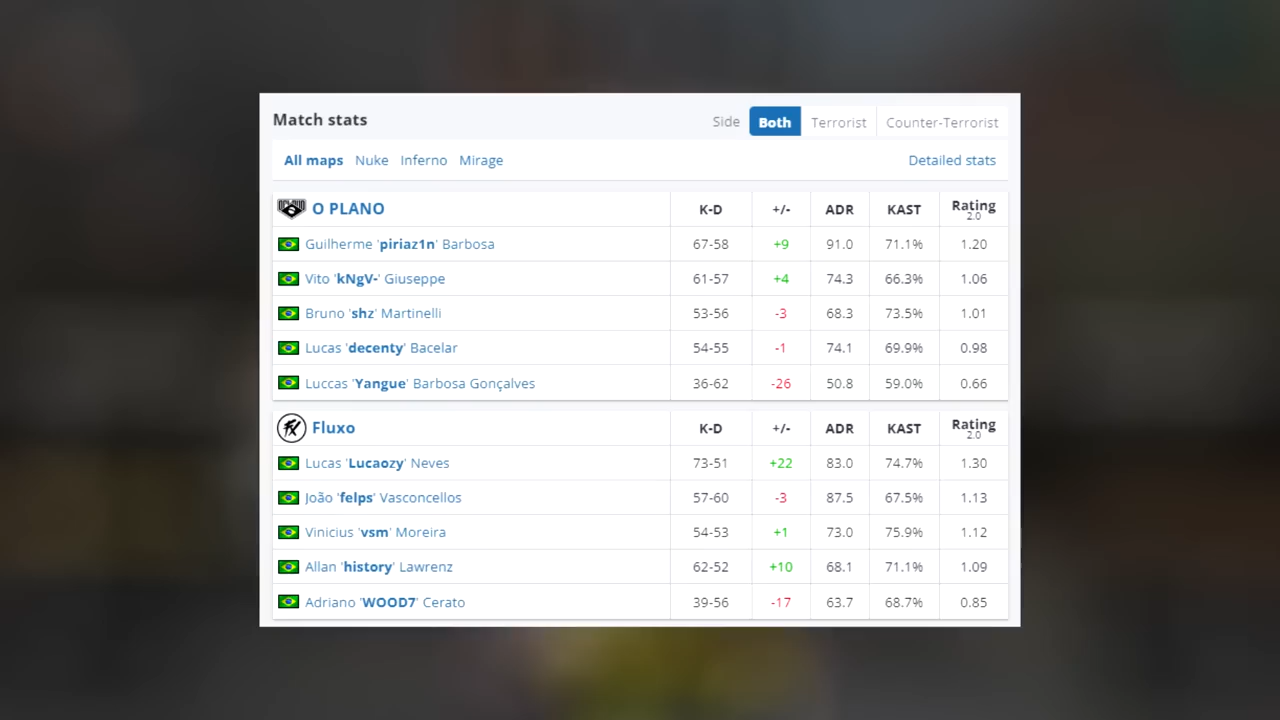 Match stats Side Both Terrorist Counter-Terrorist
All maps Nuke Inferno Mirage Detailed stats
O PLANO K-D +/- ADR KAST Rating 2.0
Guilherme 'piriaz1n' Barbosa 67-58 +9 91.0 71.1% 1.20
Vito 'kNgV-' Giuseppe 61-57 +4 74.3 66.3% 1.06
Bruno 'shz' Martinelli 53-56 -3 68.3 73.5% 1.01
Lucas 'decenty' Bacelar 54-55 -1 74.1 69.9% 0.98
Luccas 'Yangue' Barbosa Gonçalves 36-62 -26 50.8 59.0% 0.66
Fluxo K-D +/- ADR KAST Rating 2.0
Lucas 'Lucaozy' Neves 73-51 +22 83.0 74.7% 1.30
João 'felps' Vasconcellos 57-60 -3 87.5 67.5% 1.13
Vinicius 'vsm' Moreira 54-53 +1 73.0 75.9% 1.12
Allan 'history' Lawrenz 62-52 +10 68.1 71.1% 1.09
Adriano 'WOOD7' Cerato 39-56 -17 63.7 68.7% 0.85